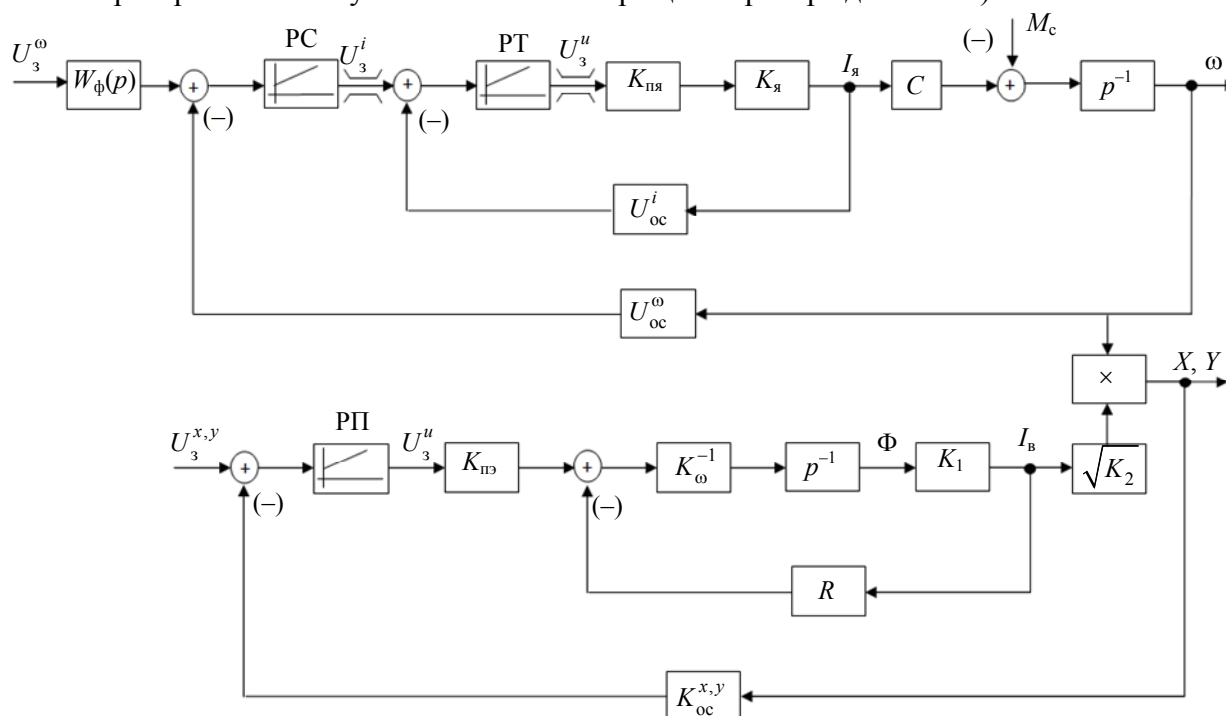 U_з^ω
W_ф(p)
+
(–)
РС
U_з^i
+
(–)
РТ
U_з^u
K_пя
K_я
I_я
C
(–)
M_с
+
p^{-1}
ω
U_ос^i
U_ос^ω
×
X, Y
U_з^{x,y}
+
(–)
РП
U_з^u
K_пэ
+
(–)
K_ω^{-1}
p^{-1}
Φ
K_1
I_в
√K_2
R
K_ос^{x,y}